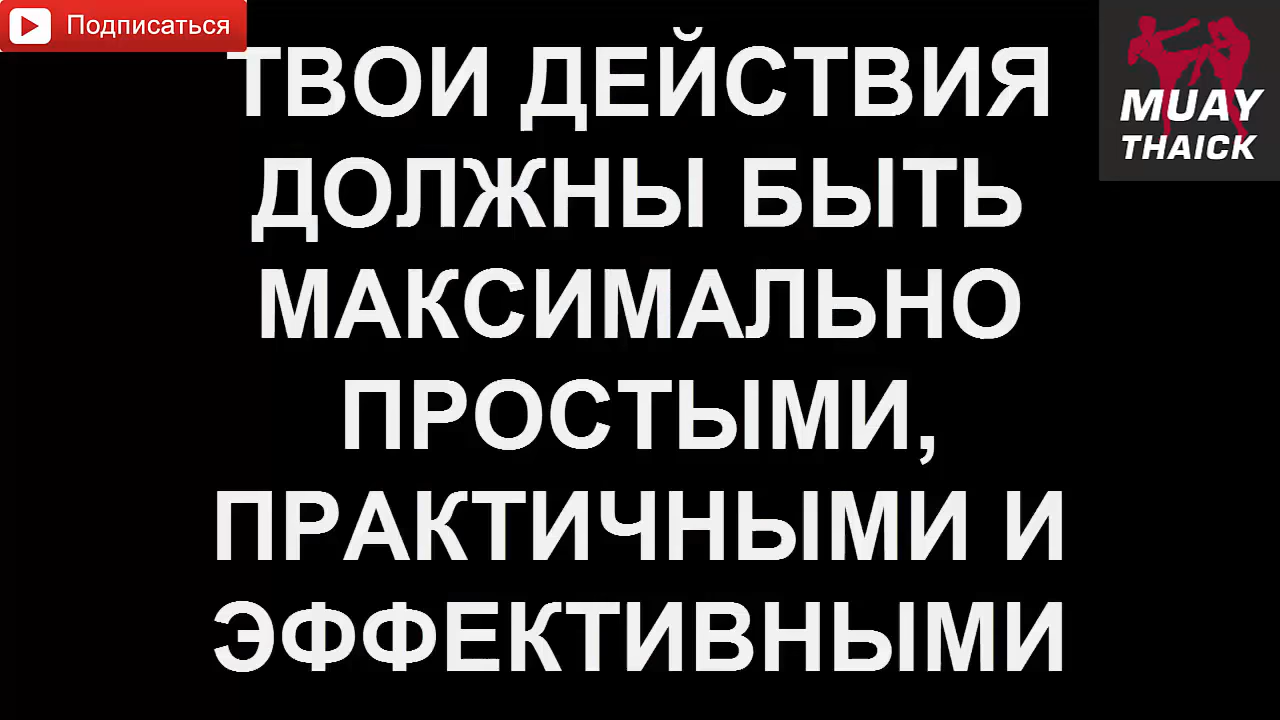 Подписаться
ТВОИ ДЕЙСТВИЯ
ДОЛЖНЫ БЫТЬ
МАКСИМАЛЬНО
ПРОСТЫМИ,
ПРАКТИЧНЫМИ И
ЭФФЕКТИВНЫМИ
MUAY
THAICK